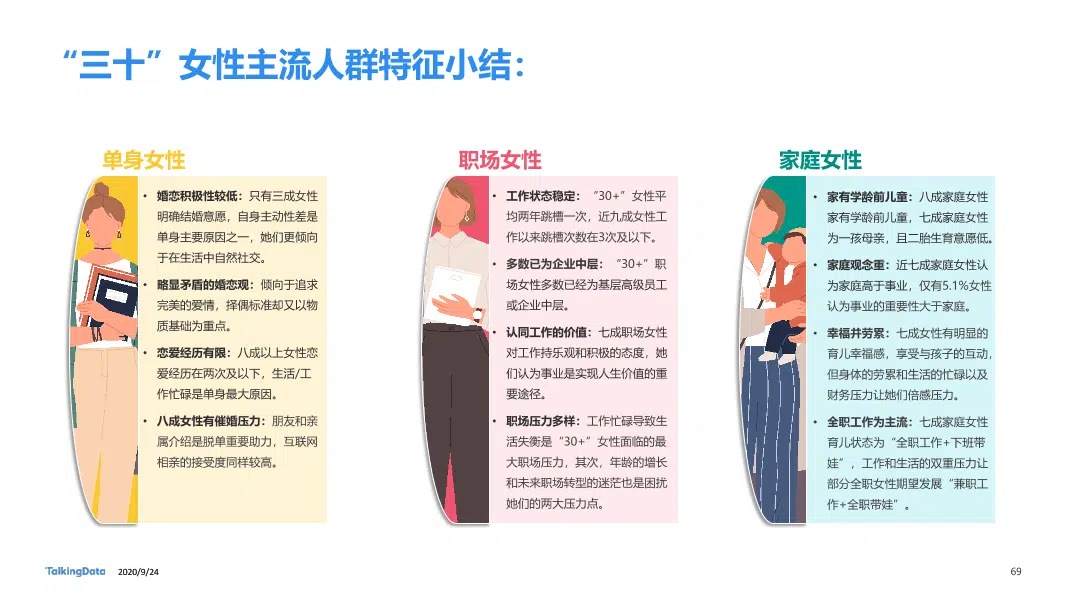 “三十”女性主流人群特征小结：
单身女性
• 婚恋积极性较低：只有三成女性
明确结婚意愿，自身主动性差是
单身主要原因之一，她们更倾向
于在生活中自然社交。
• 略显矛盾的婚恋观：倾向于追求
完美的爱情，择偶标准却又以物
质基础为重点。
• 恋爱经历有限：八成以上女性恋
爱经历在两次及以下，生活/工
作忙碌是单身最大原因。
• 八成女性有催婚压力：朋友和亲
属介绍是脱单重要助力，互联网
相亲的接受度同样较高。
职场女性
• 工作状态稳定：“30+”女性平
均两年跳槽一次，近九成女性工
作以来跳槽次数在3次及以下。
• 多数已为企业中层：“30+”职
场女性多数已经为基层高级员工
或企业中层。
• 认同工作的价值：七成职场女性
对工作持乐观和积极的态度，她
们认为事业是实现人生价值的重
要途径。
• 职场压力多样：工作忙碌导致生
活失衡是“30+”女性面临的最
大职场压力，其次，年龄的增长
和未来职场转型的迷茫也是困扰
她们的两大压力点。
家庭女性
• 家有学龄前儿童：八成家庭女性
家有学龄前儿童，七成家庭女性
为一孩母亲，且二胎生育意愿低。
• 家庭观念重：近七成家庭女性认
为家庭高于事业，仅有5.1%女性
认为事业的重要性大于家庭。
• 幸福并劳累：七成女性有明显的
育儿幸福感，享受与孩子的互动，
但身体的劳累和生活的忙碌以及
财务压力让她们倍感压力。
• 全职工作为主流：七成家庭女性
育儿状态为“全职工作+下班带
娃”，工作和生活的双重压力让
部分全职女性期望发展“兼职工
作+全职带娃”。
TalkingData 2020/9/24
69